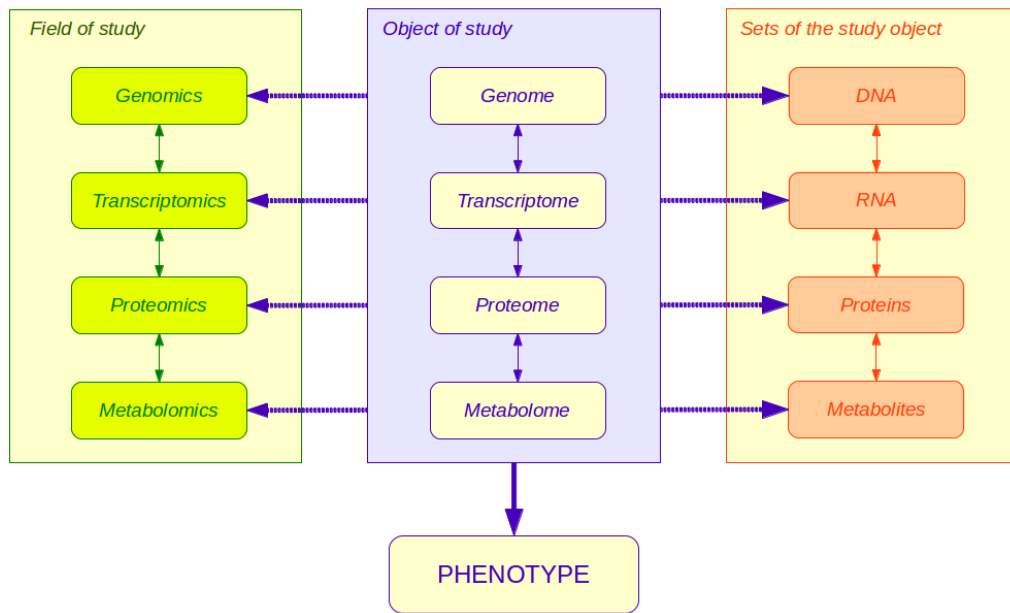 Field of study
Object of study
Sets of the study object
Genomics
Genome
DNA
Transcriptomics
Transcriptome
RNA
Proteomics
Proteome
Proteins
Metabolomics
Metabolome
Metabolites
PHENOTYPE